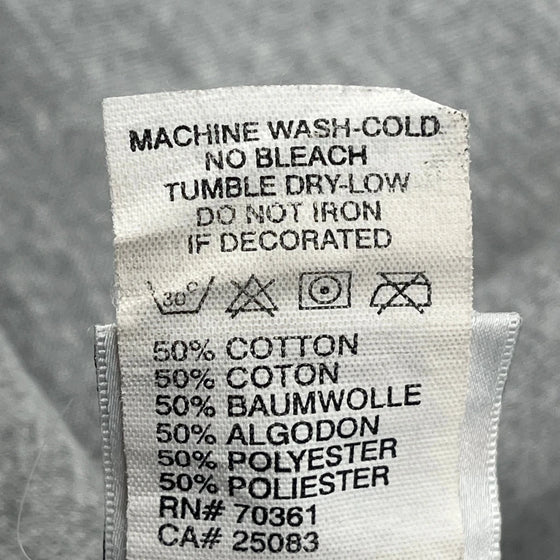 MACHINE WASH-COLD
NO BLEACH
TUMBLE DRY-LOW
DO NOT IRON
IF DECORATED
30°
50% COTTON
50% COTON
50% BAUMWOLLE
50% ALGODON
50% POLYESTER
50% POLIESTER
RN# 70361
CA# 25083